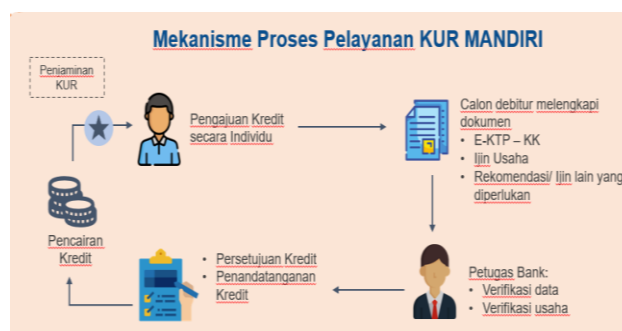 Mekanisme Proses Pelayanan KUR MANDIRI
Penjaminan
KUR
Pengajuan Kredit
secara Individu
Calon debitur melengkapi
dokumen
• E-KTP – KK
• Ijin Usaha
• Rekomendasi/ Ijin lain yang
diperlukan
Petugas Bank:
• Verifikasi data
• Verifikasi usaha
• Persetujuan Kredit
• Penandatanganan
Kredit
Pencairan
Kredit